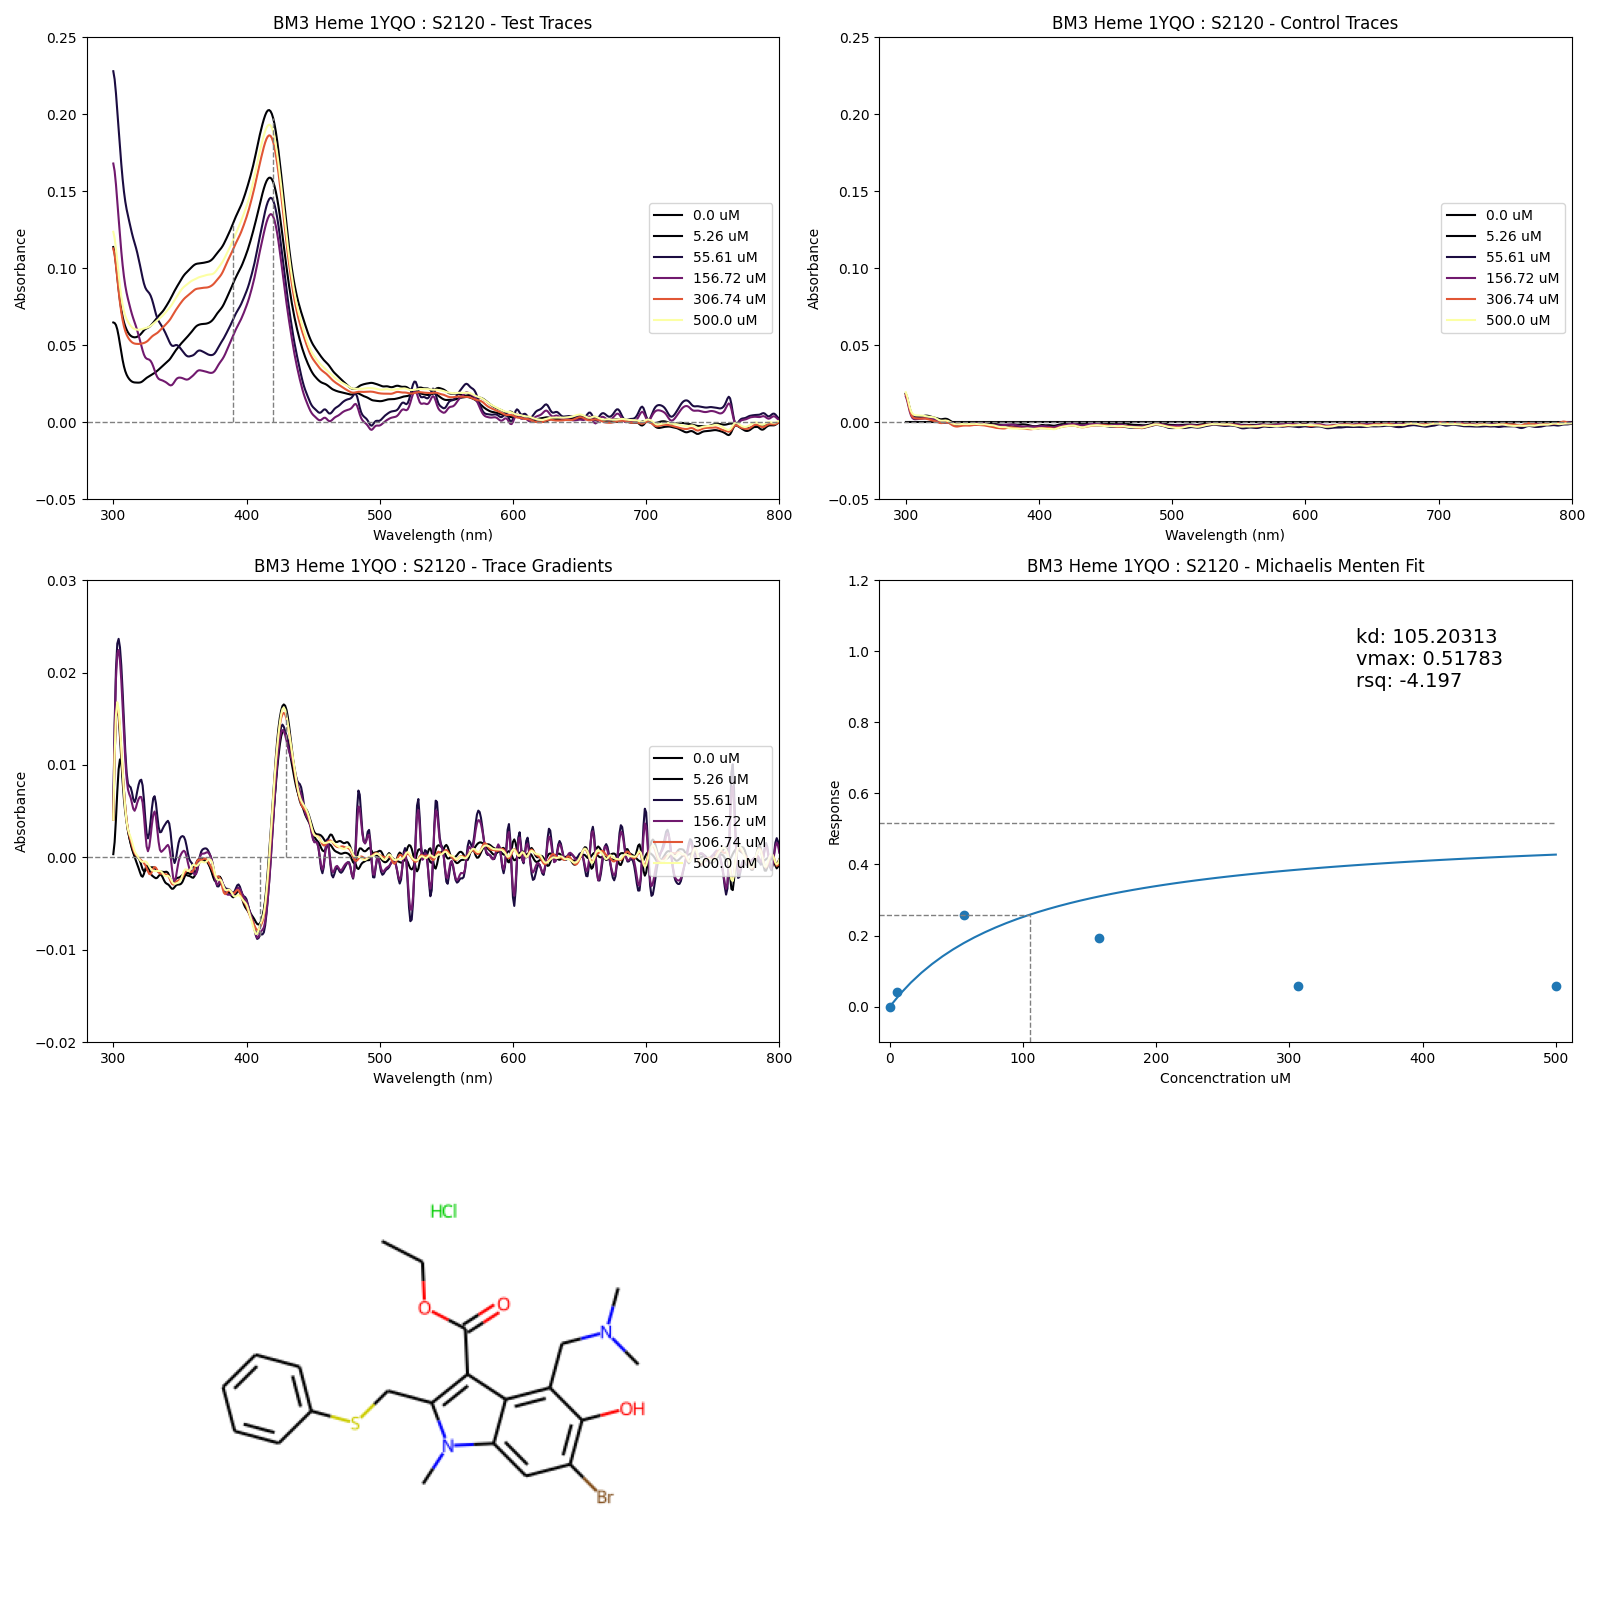 BM3 Heme 1YQO : S2120 - Test Traces
0.25
0.20
0.15
0.10
0.05
0.00
−0.05
Absorbance
300
400
500
600
700
800
Wavelength (nm)
0.0 uM
5.26 uM
55.61 uM
156.72 uM
306.74 uM
500.0 uM
BM3 Heme 1YQO : S2120 - Control Traces
0.25
0.20
0.15
0.10
0.05
0.00
−0.05
Absorbance
300
400
500
600
700
800
Wavelength (nm)
0.0 uM
5.26 uM
55.61 uM
156.72 uM
306.74 uM
500.0 uM
BM3 Heme 1YQO : S2120 - Trace Gradients
0.03
0.02
0.01
0.00
−0.01
−0.02
Absorbance
300
400
500
600
700
800
Wavelength (nm)
0.0 uM
5.26 uM
55.61 uM
156.72 uM
306.74 uM
500.0 uM
BM3 Heme 1YQO : S2120 - Michaelis Menten Fit
1.2
1.0
0.8
0.6
0.4
0.2
0.0
Response
0
100
200
300
400
500
Concenctration uM
kd: 105.20313
vmax: 0.51783
rsq: -4.197
HCl
O
O
N
OH
S
N
Br